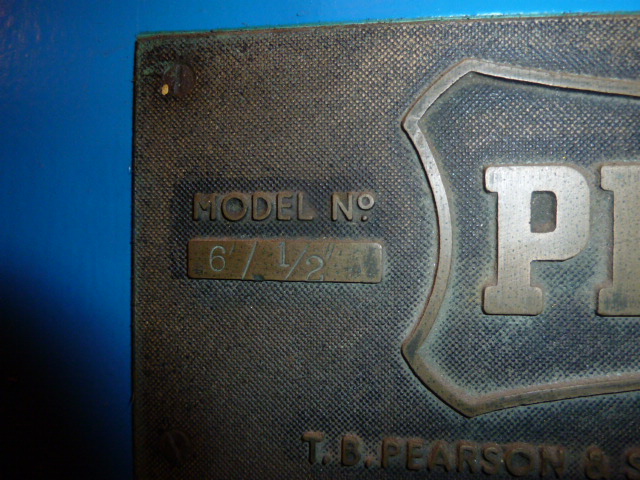 MODEL Nº
6"/ 1/2"
T. B. PEARSON & S